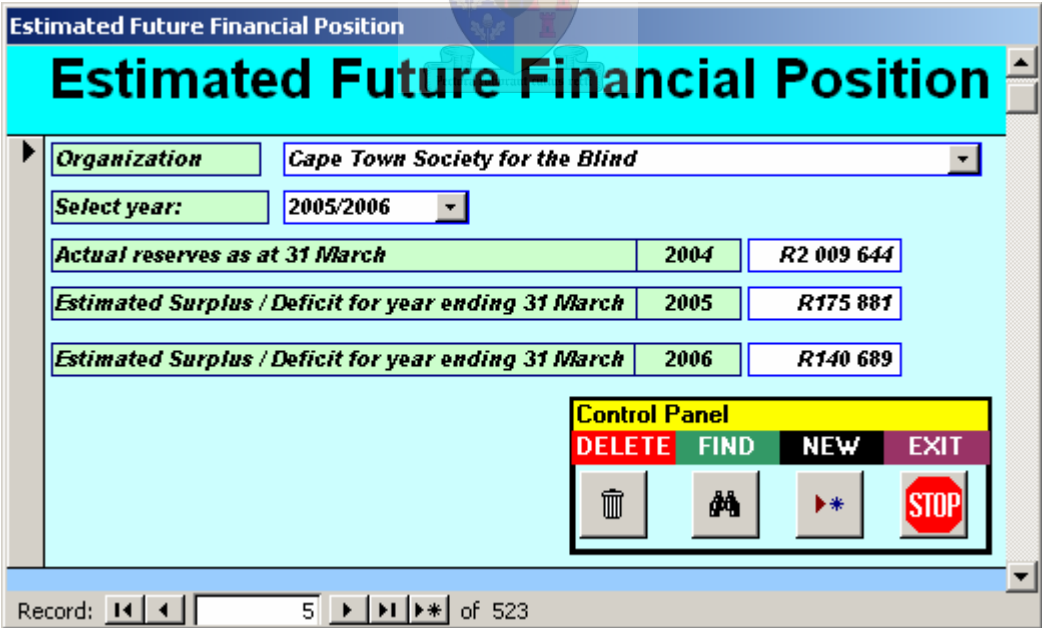 Estimated Future Financial Position
Estimated Future Financial Position
Organization Cape Town Society for the Blind
Select year: 2005/2006
Actual reserves as at 31 March 2004 R2 009 644
Estimated Surplus / Deficit for year ending 31 March 2005 R175 881
Estimated Surplus / Deficit for year ending 31 March 2006 R140 689
Control Panel
DELETE FIND NEW EXIT
STOP
Record: 5 of 523